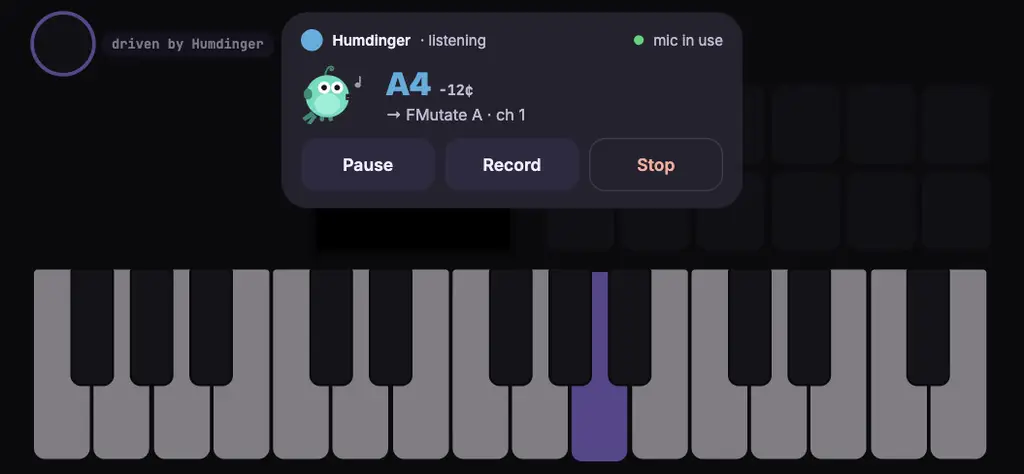 driven by Humdinger
Humdinger · listening
mic in use
A4 -12¢
→ FMutate A · ch 1
Pause
Record
Stop